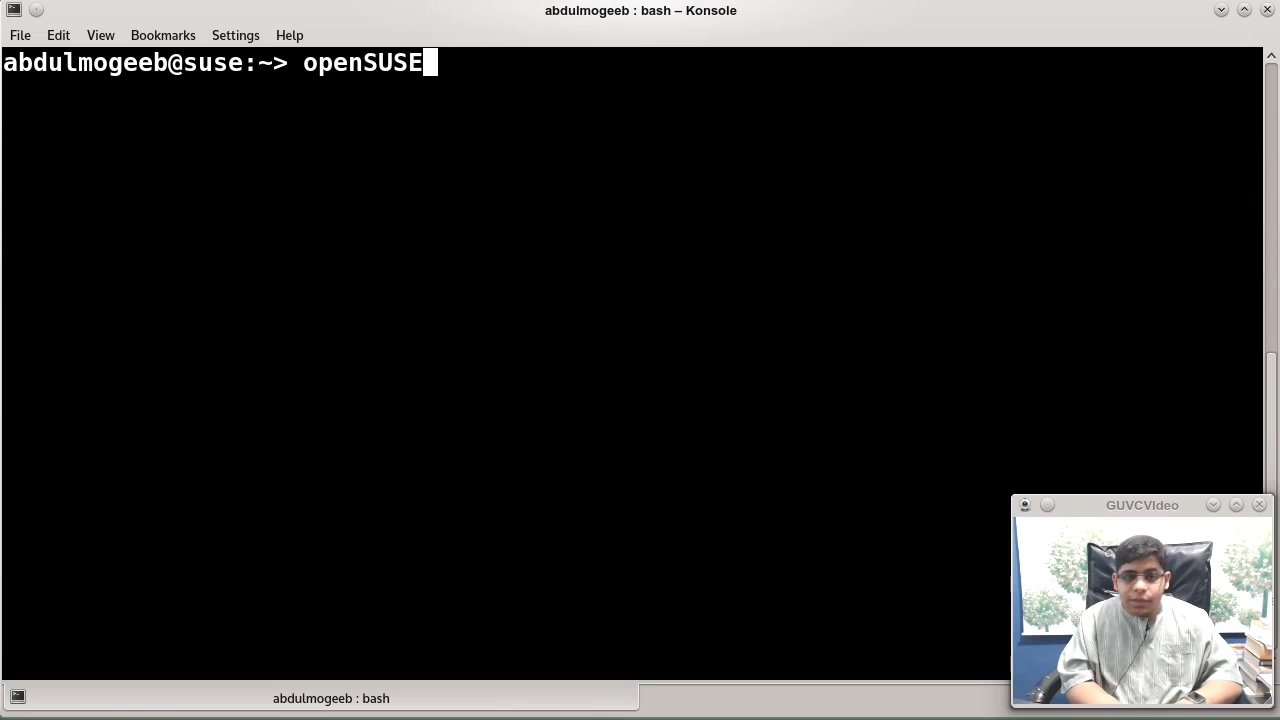 abdulmogeeb : bash – Konsole
File Edit View Bookmarks Settings Help
abdulmogeeb@suse:~> openSUSE
GUVCVIdeo
abdulmogeeb : bash